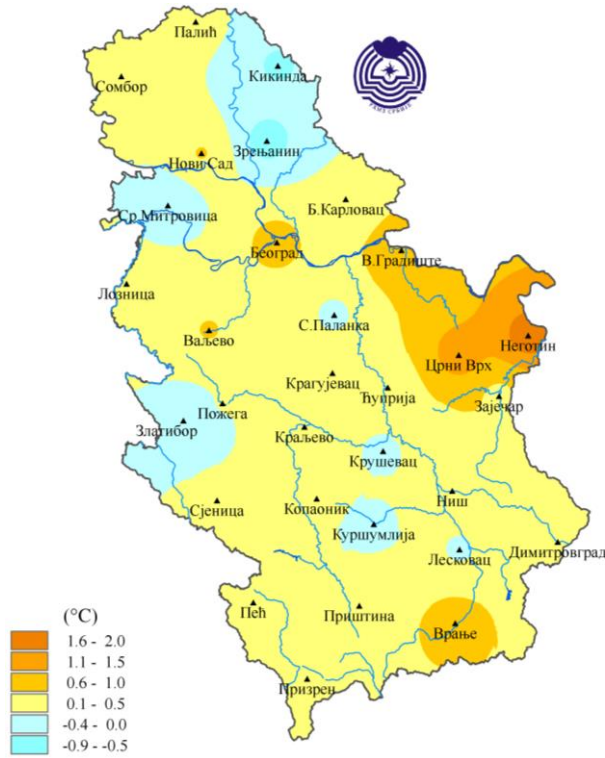 Палић
Кикинда
Сомбор
Зрењанин
Нови Сад
Ср.Митровица
Б.Карловац
Београд
В.Градиште
Лозница
С.Паланка
Ваљево
Неготин
Црни Врх
Крагујевац
Ћуприја
Зајечар
Пожега
Златибор
Краљево
Крушевац
Ниш
Сјеница
Копаоник
Куршумлија
Лесковац
Димитровград
Пећ
Приштина
Врање
Призрен
(°C)
1.6 - 2.0
1.1 - 1.5
0.6 - 1.0
0.1 - 0.5
-0.4 - 0.0
-0.9 - -0.5